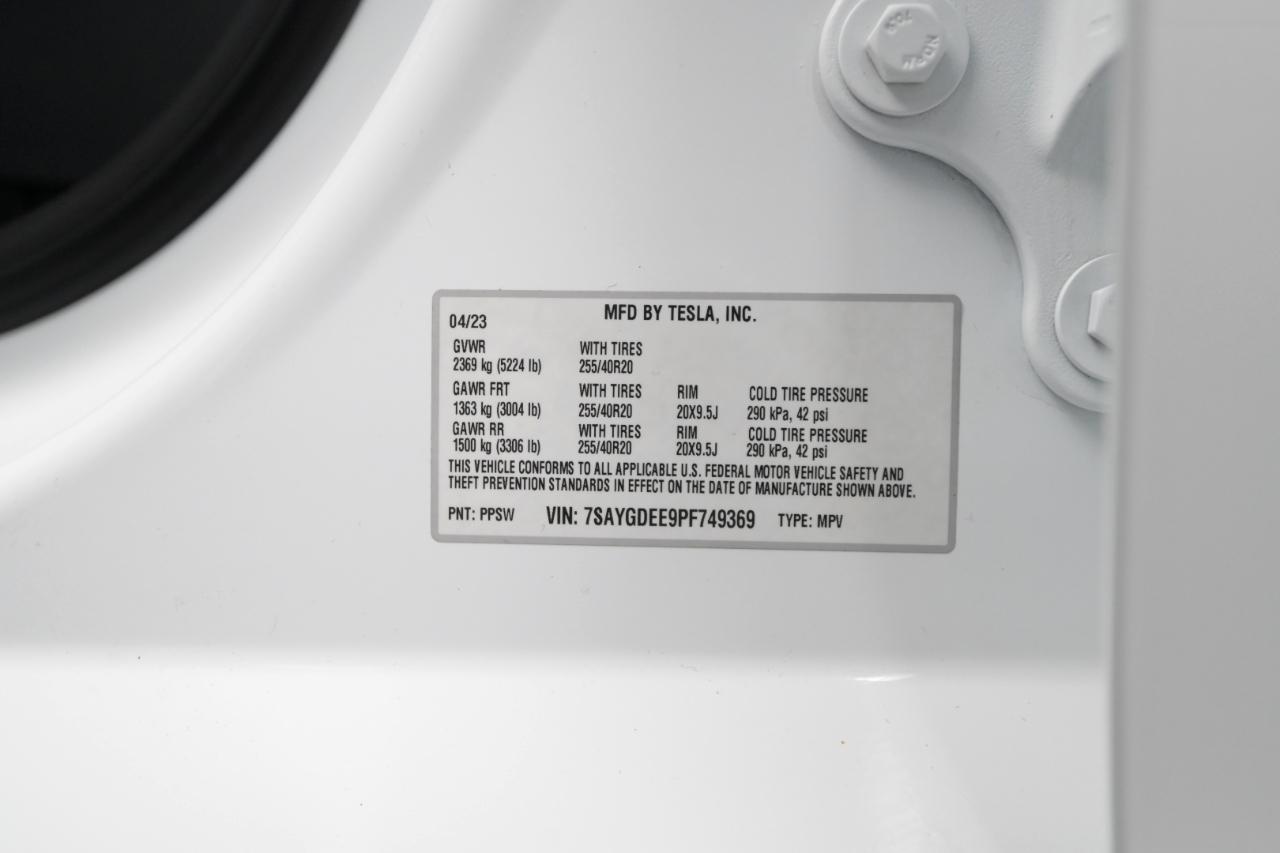 MFD BY TESLA, INC.
04/23
GVWR WITH TIRES
2369 kg (5224 lb) 255/40R20
GAWR FRT WITH TIRES RIM COLD TIRE PRESSURE
1363 kg (3004 lb) 255/40R20 20X9.5J 290 kPa, 42 psi
GAWR RR WITH TIRES RIM COLD TIRE PRESSURE
1500 kg (3306 lb) 255/40R20 20X9.5J 290 kPa, 42 psi
THIS VEHICLE CONFORMS TO ALL APPLICABLE U.S. FEDERAL MOTOR VEHICLE SAFETY AND
THEFT PREVENTION STANDARDS IN EFFECT ON THE DATE OF MANUFACTURE SHOWN ABOVE.
PNT: PPSW VIN: 7SAYGDEE9PF749369 TYPE: MPV